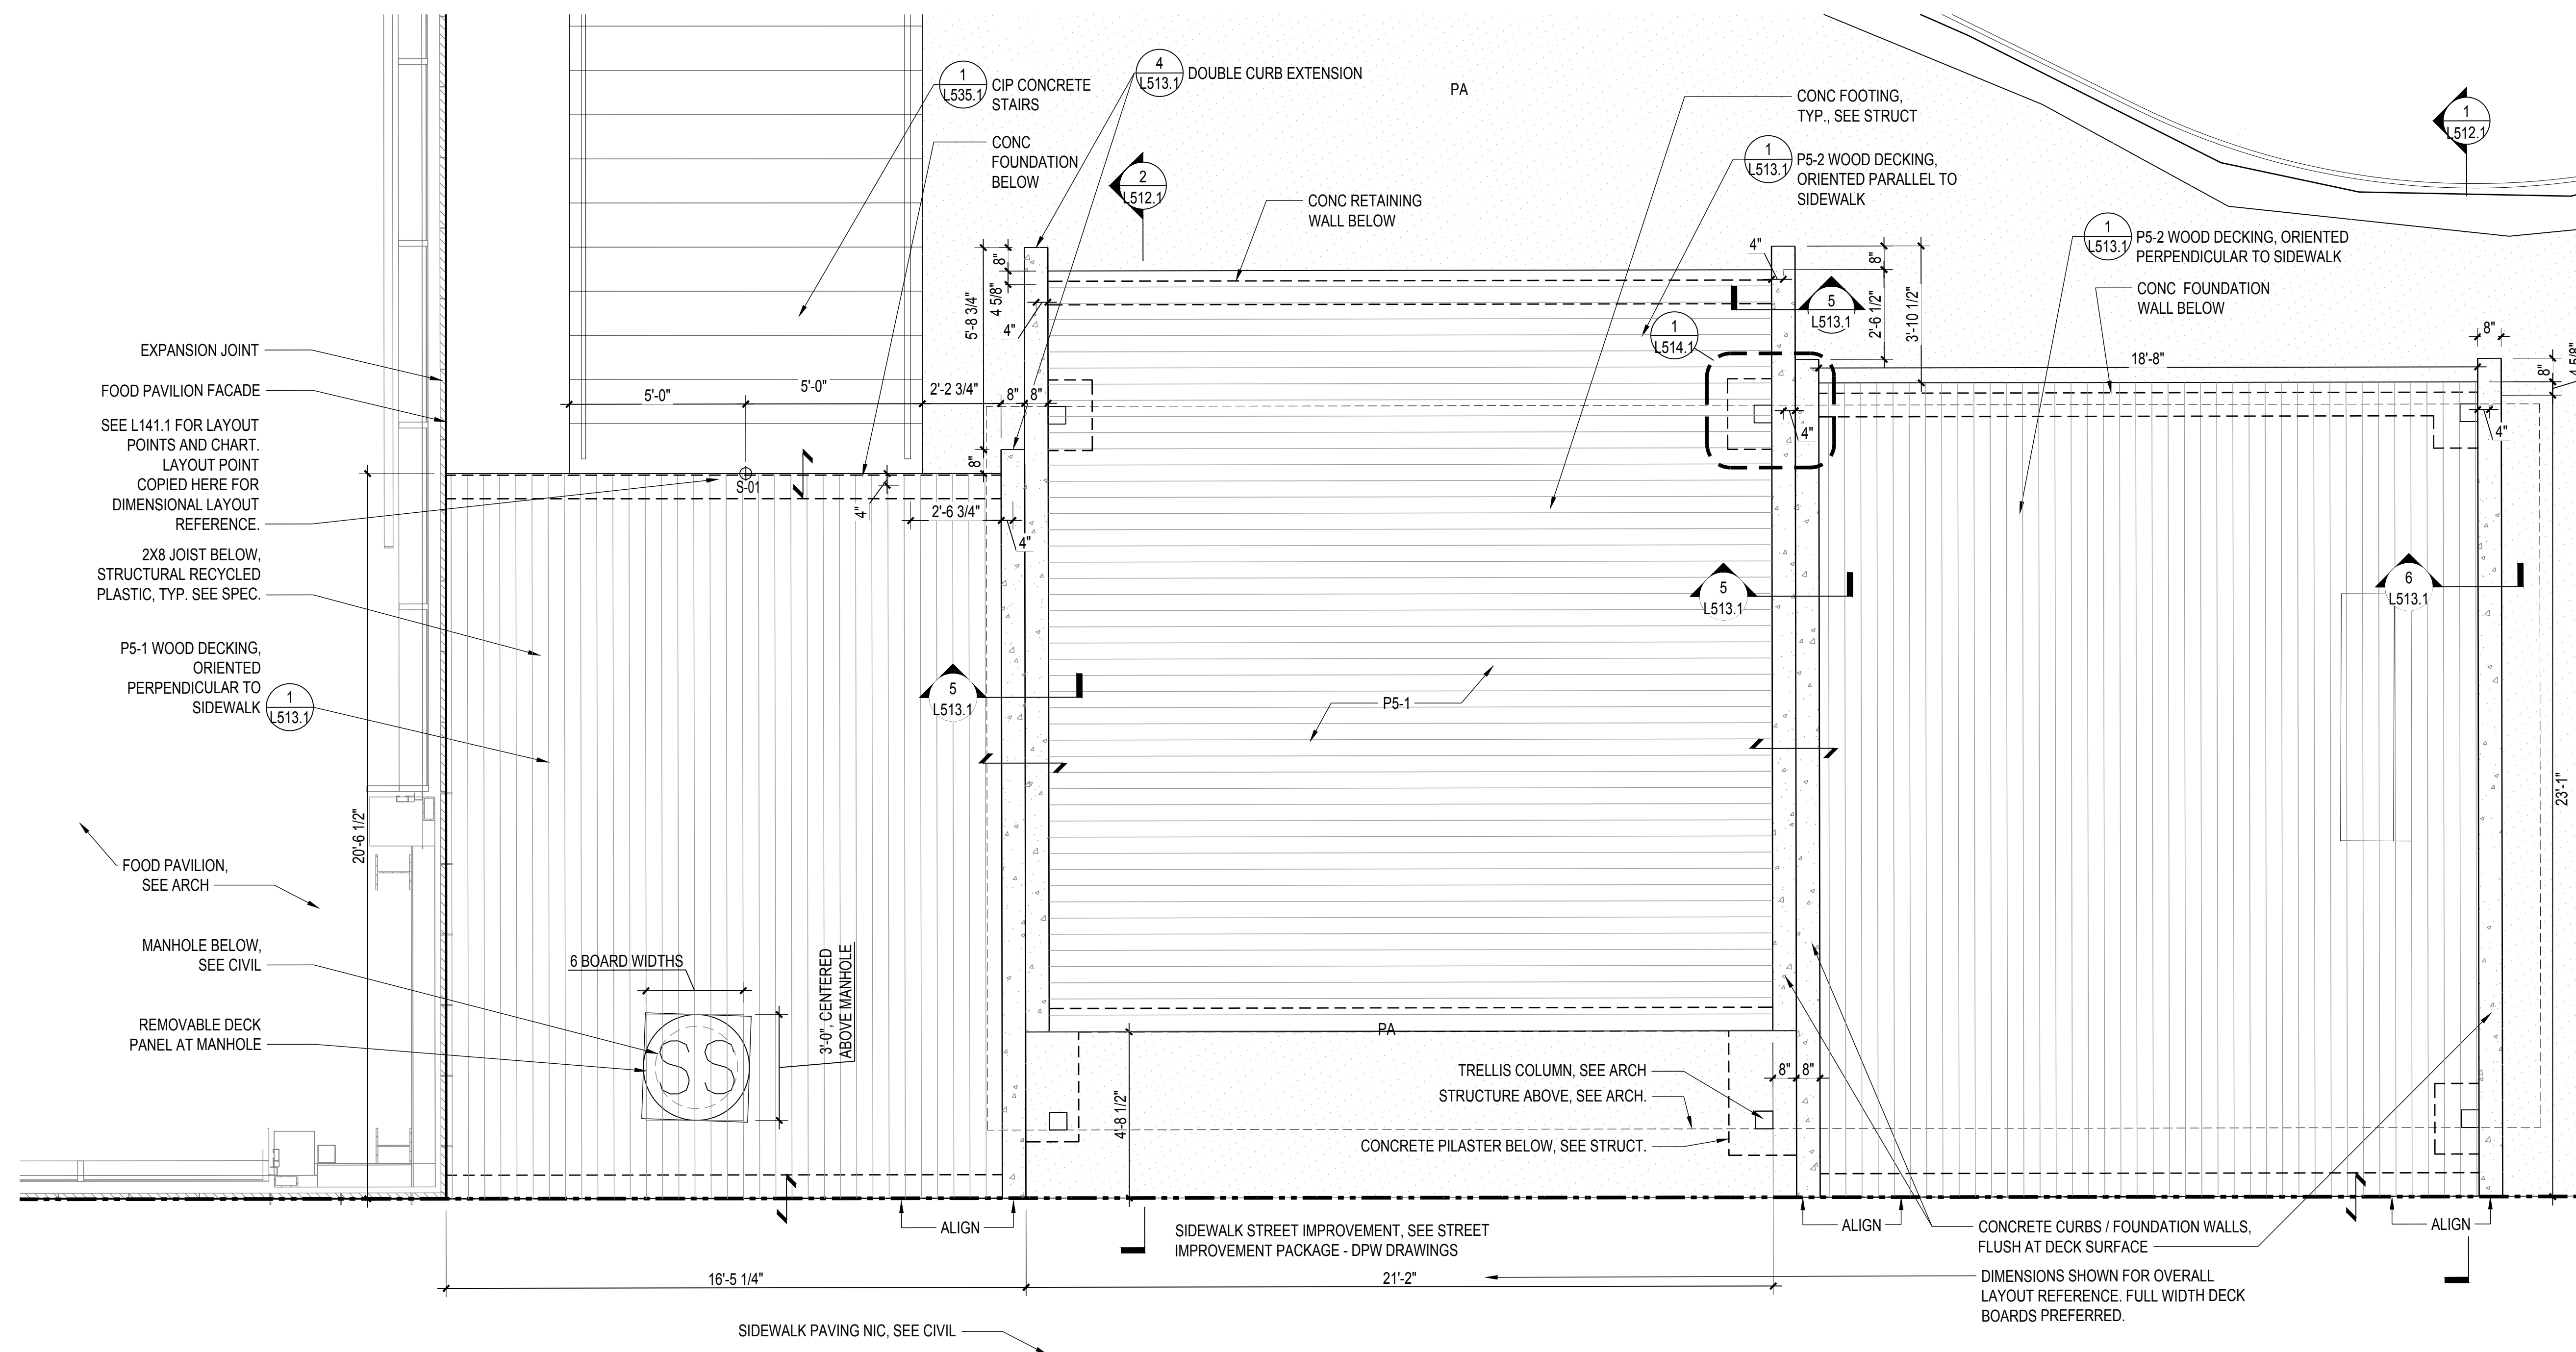 1
L535.1
CIP CONCRETE
STAIRS
4
L513.1
DOUBLE CURB EXTENSION
PA
CONC FOOTING,
TYP., SEE STRUCT
1
L512.1
CONC
FOUNDATION
BELOW
2
L512.1
CONC RETAINING
WALL BELOW
1
L513.1
P5-2 WOOD DECKING,
ORIENTED PARALLEL TO
SIDEWALK
1
L513.1
P5-2 WOOD DECKING, ORIENTED
PERPENDICULAR TO SIDEWALK
CONC FOUNDATION
WALL BELOW
5'-8 3/4"
8"
4 5/8"
4"
4"
5
L513.1
8"
2'-6 1/2"
3'-10 1/2"
1
L514.1
18'-8"
8"
8"
4 5/8"
4"
4"
EXPANSION JOINT
FOOD PAVILION FACADE
SEE L141.1 FOR LAYOUT
POINTS AND CHART.
LAYOUT POINT
COPIED HERE FOR
DIMENSIONAL LAYOUT
REFERENCE.
2X8 JOIST BELOW,
STRUCTURAL RECYCLED
PLASTIC, TYP. SEE SPEC.
P5-1 WOOD DECKING,
ORIENTED
PERPENDICULAR TO
SIDEWALK
1
L513.1
5'-0"
5'-0"
2'-2 3/4"
8"
8"
8"
S-01
4"
2'-6 3/4"
4"
5
L513.1
5
L513.1
6
L513.1
P5-1
20'-6 1/2"
23'-1"
FOOD PAVILION,
SEE ARCH
MANHOLE BELOW,
SEE CIVIL
REMOVABLE DECK
PANEL AT MANHOLE
6 BOARD WIDTHS
3'-0", CENTERED
ABOVE MANHOLE
SS
PA
4'-8 1/2"
TRELLIS COLUMN, SEE ARCH
STRUCTURE ABOVE, SEE ARCH.
CONCRETE PILASTER BELOW, SEE STRUCT.
8"
8"
ALIGN
SIDEWALK STREET IMPROVEMENT, SEE STREET
IMPROVEMENT PACKAGE - DPW DRAWINGS
ALIGN
CONCRETE CURBS / FOUNDATION WALLS,
FLUSH AT DECK SURFACE
ALIGN
16'-5 1/4"
21'-2"
DIMENSIONS SHOWN FOR OVERALL
LAYOUT REFERENCE. FULL WIDTH DECK
BOARDS PREFERRED.
SIDEWALK PAVING NIC, SEE CIVIL